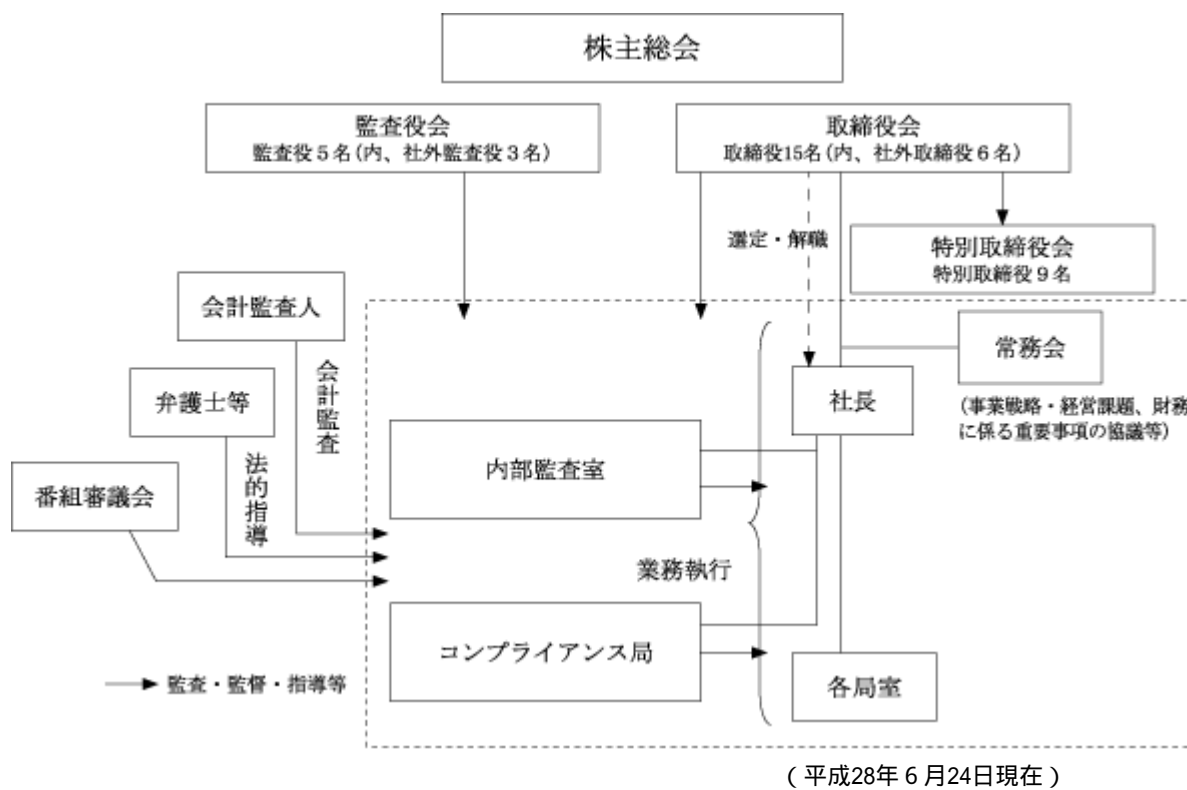 株主総会
監査役会
監査役５名(内、社外監査役３名)
取締役会
取締役15名(内、社外取締役６名)
選定・解職
特別取締役会
特別取締役９名
会計監査人
会計監査
常務会
(事業戦略・経営課題、財務
に係る重要事項の協議等)
社長
弁護士等
法的指導
内部監査室
番組審議会
業務執行
コンプライアンス局
各局室
監査・監督・指導等
(平成28年６月24日現在)